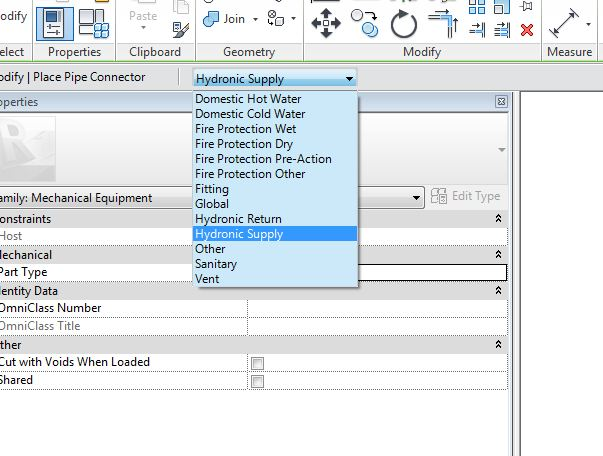 odify
Paste
Join
elect
Properties
Clipboard
Geometry
Modify
Measure
odify | Place Pipe Connector
Hydronic Supply
operties
Domestic Hot Water
Domestic Cold Water
Fire Protection Wet
Fire Protection Dry
Fire Protection Pre-Action
Fire Protection Other
Fitting
Global
Hydronic Return
Hydronic Supply
Other
Sanitary
Vent
amily: Mechanical Equipment
Edit Type
onstraints
Host
echanical
Part Type
entity Data
OmniClass Number
OmniClass Title
ther
Cut with Voids When Loaded
Shared